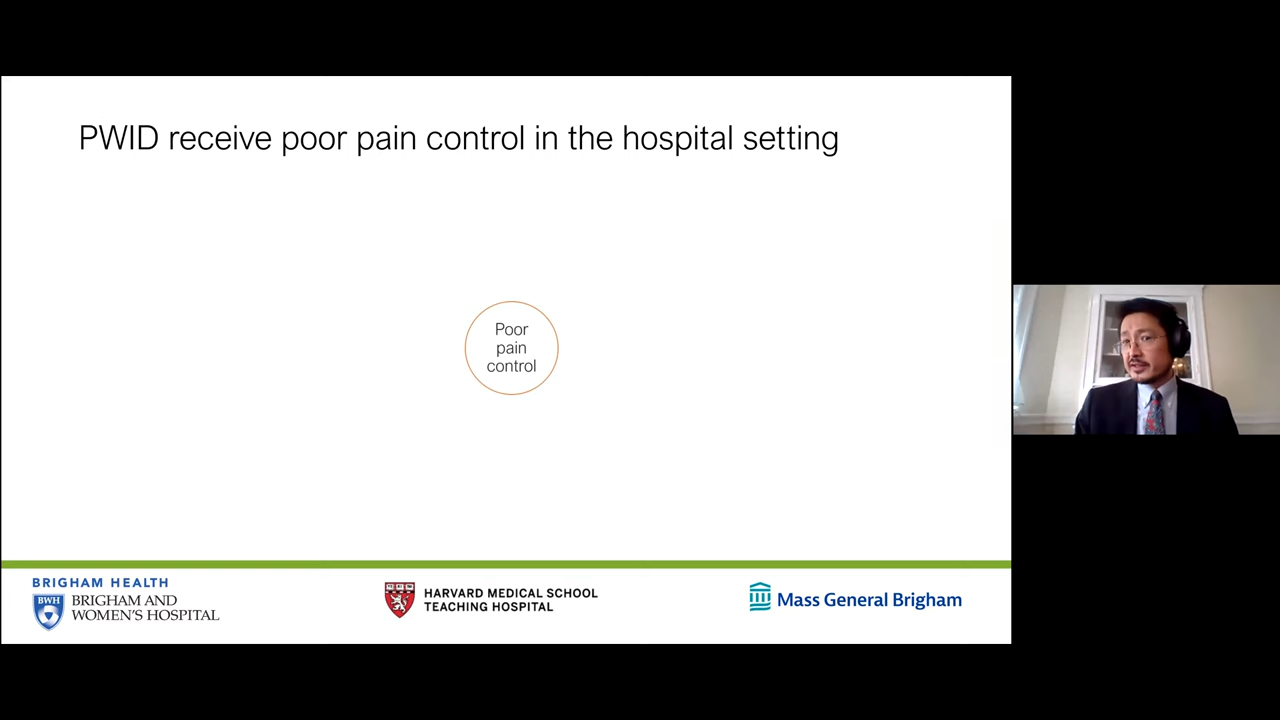 PWID receive poor pain control in the hospital setting
Poor
pain
control
BRIGHAM HEALTH
BWH
BRIGHAM AND
WOMEN'S HOSPITAL
HARVARD MEDICAL SCHOOL
TEACHING HOSPITAL
Mass General Brigham